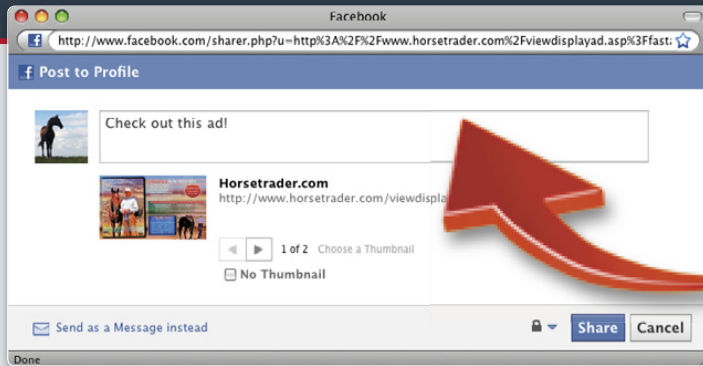 Facebook
http://www.facebook.com/sharer.php?u=http%3A%2F%2Fwww.horsetrader.com%2Fviewdisplayad.asp%3Ffast
f Post to Profile
Check out this ad!
Horsetrader.com
http://www.horsetrader.com/viewdispla
1 of 2 Choose a Thumbnail
No Thumbnail
Send as a Message instead
Share Cancel
Done